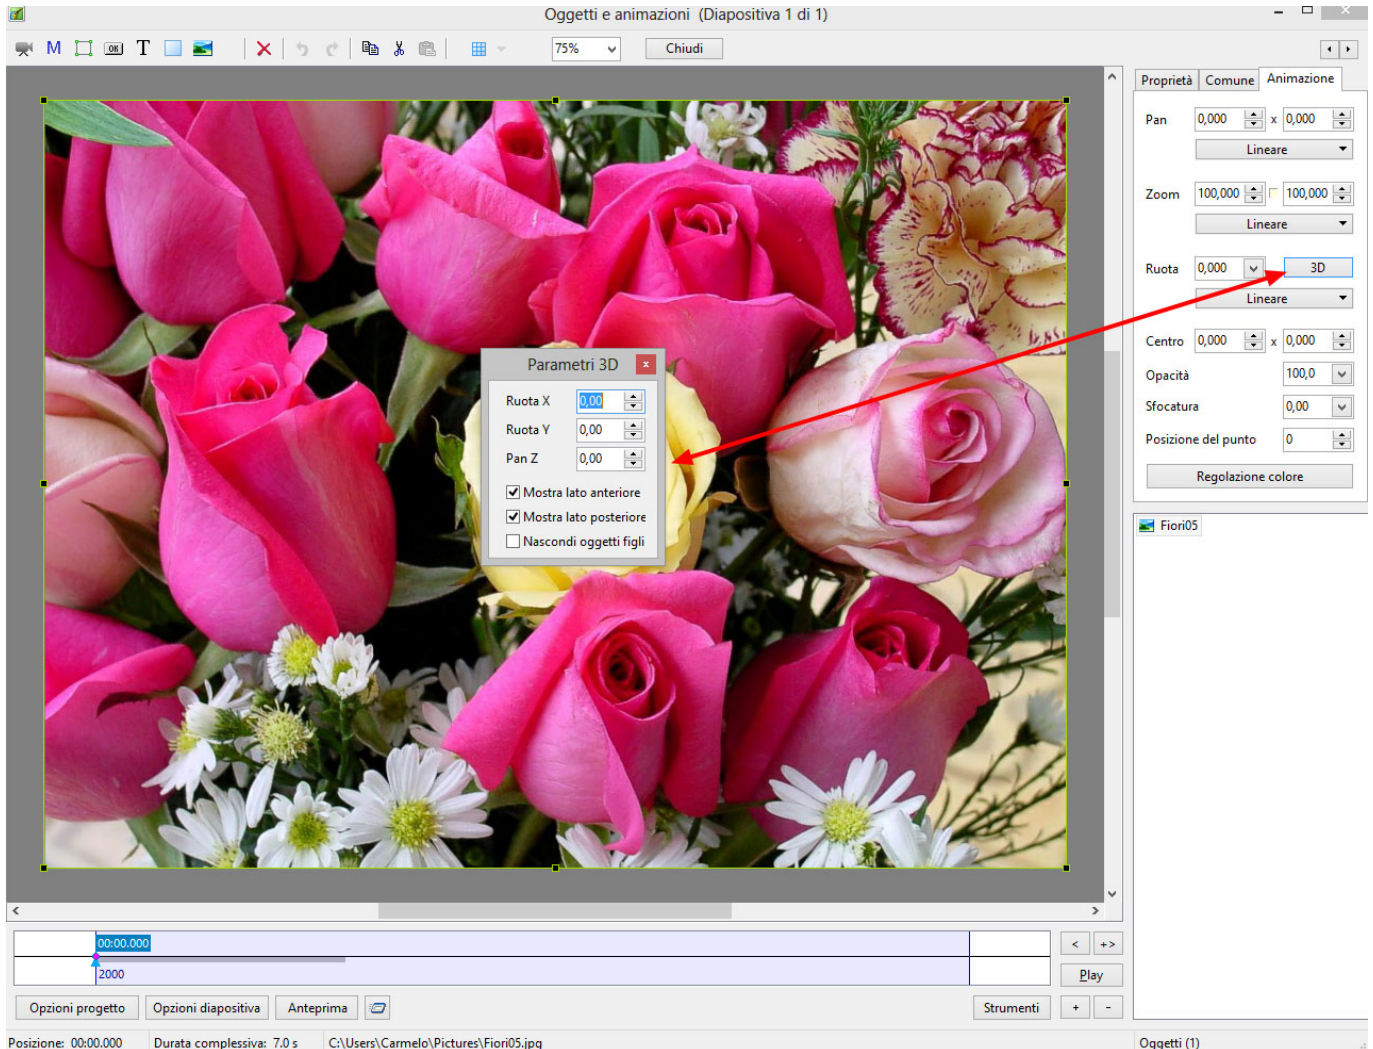 Oggetti e animazioni (Diapositiva 1 di 1)
M OK T 75% Chiudi
Proprietà Comune Animazione
Pan 0,000 x 0,000
Lineare
Zoom 100,000 100,000
Lineare
Ruota 0,000 3D
Lineare
Centro 0,000 x 0,000
Opacità 100,0
Sfocatura 0,00
Posizione del punto 0
Regolazione colore
Fiori05
Parametri 3D x
Ruota X 0,00
Ruota Y 0,00
Pan Z 0,00
Mostra lato anteriore
Mostra lato posteriore
Nascondi oggetti figli
00:00.000
2000
< +>
Play
Opzioni progetto Opzioni diapositiva Anteprima Strumenti + -
Posizione: 00:00.000 Durata complessiva: 7.0 s C:\Users\Carmelo\Pictures\Fiori05.jpg Oggetti (1)